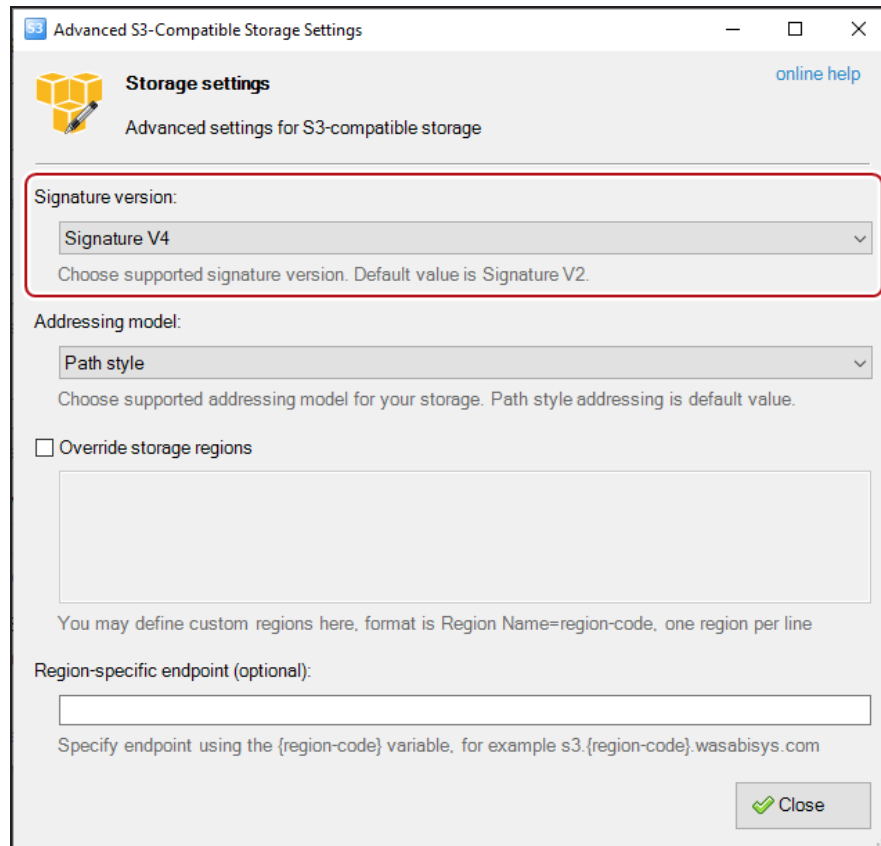 S3 Advanced S3-Compatible Storage Settings
Storage settings
online help
Advanced settings for S3-compatible storage
Signature version:
Signature V4
Choose supported signature version. Default value is Signature V2.
Addressing model:
Path style
Choose supported addressing model for your storage. Path style addressing is default value.
Override storage regions
You may define custom regions here, format is Region Name=region-code, one region per line
Region-specific endpoint (optional):
Specify endpoint using the {region-code} variable, for example s3.{region-code}.wasabisys.com
Close